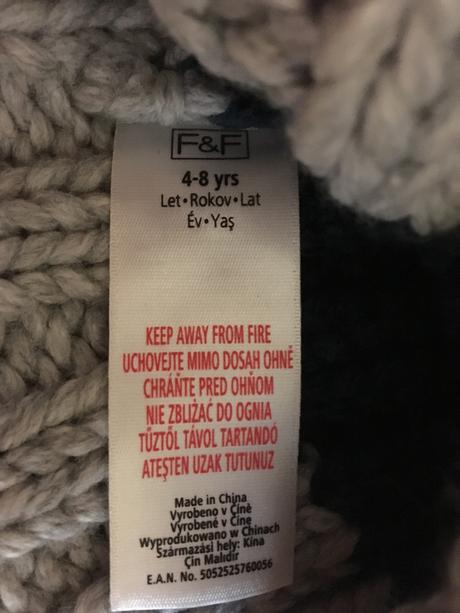 F&F
4-8 yrs
Let•Rokov•Lat
Év•Yaş
KEEP AWAY FROM FIRE
UCHOVEJTE MIMO DOSAH OHNĚ
CHRÁŇTE PRED OHŇOM
NIE ZBLIŻAĆ DO OGNIA
TŰZTŐL TÁVOL TARTANDÓ
ATEŞTEN UZAK TUTUNUZ
Made in China
Vyrobeno v Číně
Vyrobené v Číne
Wyprodukowano w Chinach
Származási hely: Kína
Çin Malıdır
E.A.N. No. 5052525760056